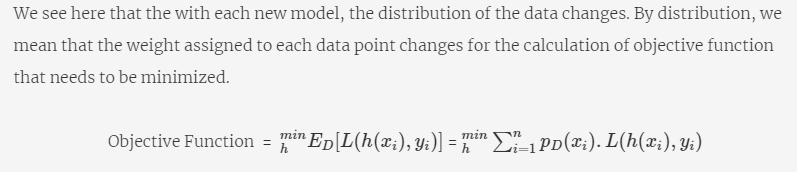 We see here that the with each new model, the distribution of the data changes. By distribution, we
mean that the weight assigned to each data point changes for the calculation of objective function
that needs to be minimized.
Objective Function = min_h E_D[L(h(x_i), y_i)] = min_h ∑_{i=1}^{n} p_D(x_i). L(h(x_i), y_i)